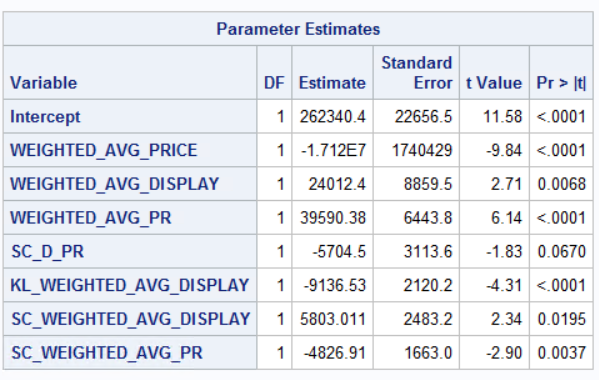 Parameter Estimates
Variable DF Estimate Standard Error t Value Pr > |t|
Intercept 1 262340.4 22656.5 11.58 <.0001
WEIGHTED_AVG_PRICE 1 -1.712E7 1740429 -9.84 <.0001
WEIGHTED_AVG_DISPLAY 1 24012.4 8859.5 2.71 0.0068
WEIGHTED_AVG_PR 1 39590.38 6443.8 6.14 <.0001
SC_D_PR 1 -5704.5 3113.6 -1.83 0.0670
KL_WEIGHTED_AVG_DISPLAY 1 -9136.53 2120.2 -4.31 <.0001
SC_WEIGHTED_AVG_DISPLAY 1 5803.011 2483.2 2.34 0.0195
SC_WEIGHTED_AVG_PR 1 -4826.91 1663.0 -2.90 0.0037